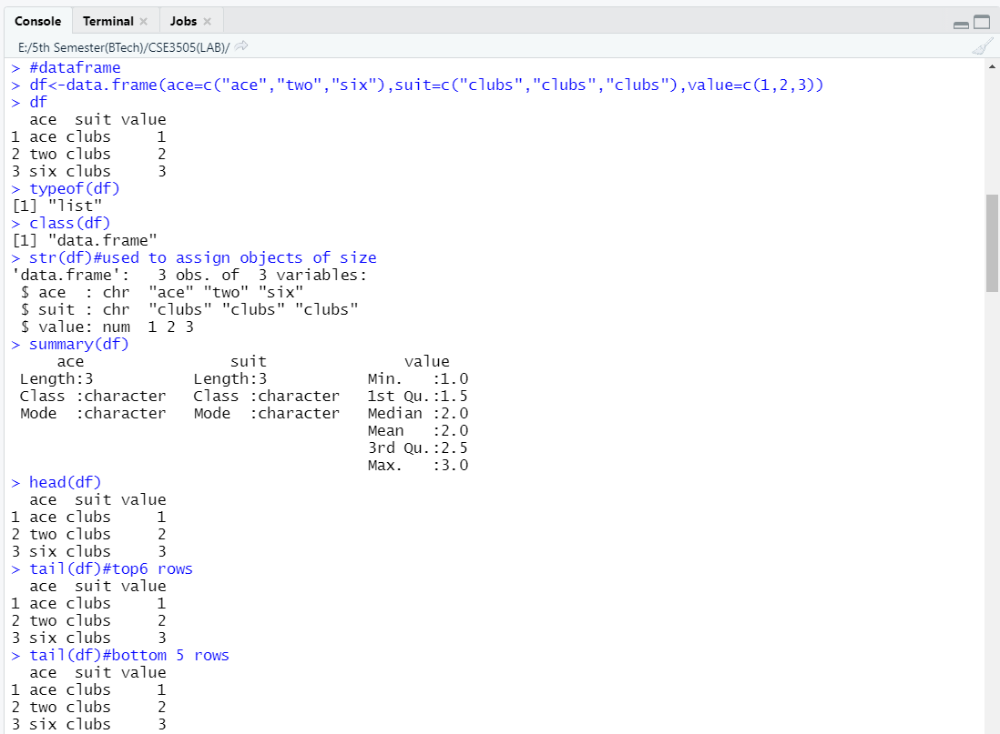 Console Terminal Jobs
E:/5th Semester(BTech)/CSE3505(LAB)/
> #dataframe
> df<-data.frame(ace=c("ace","two","six"),suit=c("clubs","clubs","clubs"),value=c(1,2,3))
> df
  ace  suit value
1 ace clubs     1
2 two clubs     2
3 six clubs     3
> typeof(df)
[1] "list"
> class(df)
[1] "data.frame"
> str(df)#used to assign objects of size
'data.frame':   3 obs. of  3 variables:
 $ ace  : chr  "ace" "two" "six"
 $ suit : chr  "clubs" "clubs" "clubs"
 $ value: num  1 2 3
> summary(df)
     ace                suit               value
 Length:3           Length:3           Min.   :1.0
 Class :character   Class :character   1st Qu.:1.5
 Mode  :character   Mode  :character   Median :2.0
                                       Mean   :2.0
                                       3rd Qu.:2.5
                                       Max.   :3.0
> head(df)
  ace  suit value
1 ace clubs     1
2 two clubs     2
3 six clubs     3
> tail(df)#top6 rows
  ace  suit value
1 ace clubs     1
2 two clubs     2
3 six clubs     3
> tail(df)#bottom 5 rows
  ace  suit value
1 ace clubs     1
2 two clubs     2
3 six clubs     3